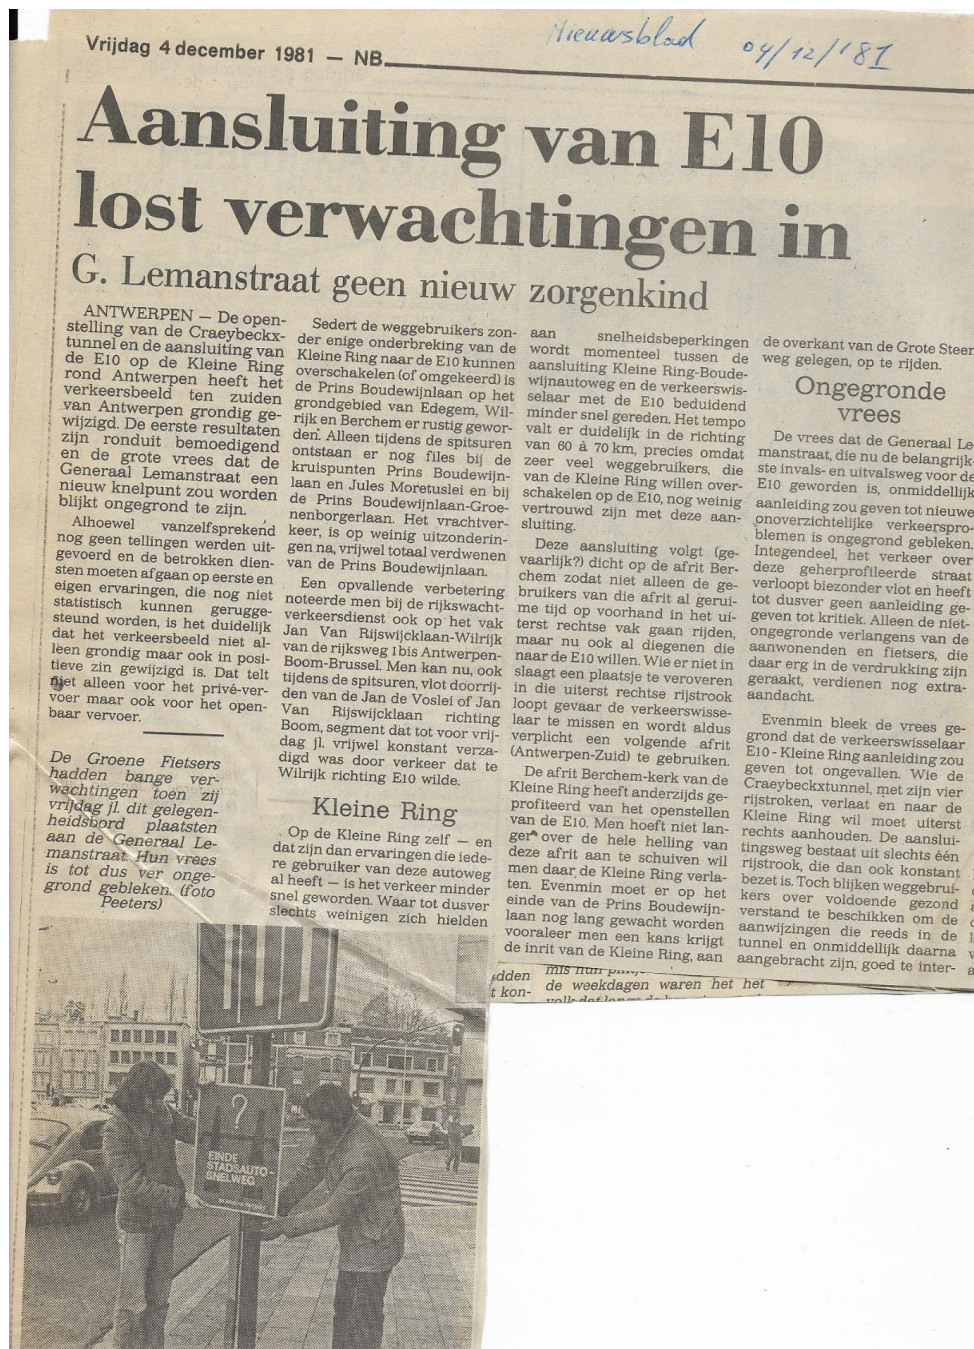 Vrijdag 4 december 1981 — NB
Nieuwsblad 04/12/'81
Aansluiting van E10
lost verwachtingen in
G. Lemanstraat geen nieuw zorgenkind
ANTWERPEN — De open-
stelling van de Craeybeckx-
tunnel en de aansluiting van
de E10 op de Kleine Ring
rond Antwerpen heeft het
verkeersbeeld ten zuiden
van Antwerpen grondig ge-
wijzigd. De eerste resultaten
zijn ronduit bemoedigend
en de grote vrees dat de
Generaal Lemanstraat een
nieuw knelpunt zou worden
blijkt ongegrond te zijn.
Alhoewel vanzelfsprekend
nog geen tellingen werden uit-
gevoerd en de betrokken dien-
sten moeten afgaan op eerste en
eigen ervaringen, die nog niet
statistisch kunnen gerugge-
steund worden, is het duidelijk
dat het verkeersbeeld niet al-
leen grondig maar ook in posi-
tieve zin gewijzigd is. Dat telt
niet alleen voor het privé-ver-
voer maar ook voor het open-
baar vervoer.
De Groene Fietsers
hadden bange ver-
wachtingen toen zij
vrijdag jl. dit gelegen-
heidsbord plaatsten
aan de Generaal Le-
manstraat. Hun vrees
is tot dus ver onge-
grond gebleken. (foto
Peeters)
Sedert de weggebruikers zon-
der enige onderbreking van de
Kleine Ring naar de E10 kunnen
overschakelen (of omgekeerd) is
de Prins Boudewijnlaan op het
grondgebied van Edegem, Wil-
rijk en Berchem er rustig gewor-
den. Alleen tijdens de spitsuren
ontstaan er nog files bij de
kruispunten Prins Boudewijn-
laan en Jules Moretuslei en bij
de Prins Boudewijnlaan-Groe-
nenborgerlaan. Het vrachtver-
keer, is op weinig uitzonderin-
gen na, vrijwel totaal verdwenen
van de Prins Boudewijnlaan.
Een opvallende verbetering
noteerde men bij de rijkswacht-
verkeersdienst ook op het vak
Jan Van Rijswijcklaan-Wilrijk
van de rijksweg 1 bis Antwerpen-
Boom-Brussel. Men kan nu, ook
tijdens de spitsuren, vlot doorrij-
den van de Jan de Voslei of Jan
Van Rijswijcklaan richting
Boom, segment dat tot voor vrij-
dag jl. vrijwel konstant verza-
digd was door verkeer dat te
Wilrijk richting E10 wilde.
Kleine Ring
Op de Kleine Ring zelf — en
dat zijn dan ervaringen die iede-
re gebruiker van deze autoweg
al heeft — is het verkeer minder
snel geworden. Waar tot dusver
slechts weinigen zich hielden
aan snelheidsbeperkingen
wordt momenteel tussen de
aansluiting Kleine Ring-Boude-
wijnautoweg en de verkeerswis-
selaar met de E10 beduidend
minder snel gereden. Het tempo
valt er duidelijk in de richting
van 60 à 70 km, precies omdat
zeer veel weggebruikers, die
van de Kleine Ring willen over-
schakelen op de E10, nog weinig
vertrouwd zijn met deze aan-
sluiting.
Deze aansluiting volgt (ge-
vaarlijk?) dicht op de afrit Ber-
chem zodat niet alleen de ge-
bruikers van die afrit al gerui-
me tijd op voorhand in het ui-
terst rechtse vak gaan rijden,
maar nu ook al diegenen die
naar de E10 willen. Wie er niet in
slaagt een plaatsje te veroveren
in die uiterst rechtse rijstrook
loopt gevaar de verkeerswisse-
laar te missen en wordt aldus
verplicht een volgende afrit
(Antwerpen-Zuid) te gebruiken.
De afrit Berchem-kerk van de
Kleine Ring heeft anderzijds ge-
profiteerd van het openstellen
van de E10. Men hoeft niet lan-
ger over de hele helling van
deze afrit aan te schuiven wil
men daar de Kleine Ring verla-
ten. Evenmin moet er op het
einde van de Prins Boudewijn-
laan nog lang gewacht worden
vooraleer men een kans krijgt
de inrit van de Kleine Ring, aan
de overkant van de Grote Steen
weg gelegen, op te rijden.
Ongegronde
vrees
De vrees dat de Generaal Le-
manstraat, die nu de belangrijk-
ste invals- en uitvalsweg voor de
E10 geworden is, onmiddellijk
aanleiding zou geven tot nieuwe
onoverzichtelijke verkeerspro-
blemen is ongegrond gebleken.
Integendeel, het verkeer over
deze geherprofileerde straat
verloopt biezonder vlot en heeft
tot dusver geen aanleiding ge-
geven tot kritiek. Alleen de niet-
ongegronde verlangens van de
aanwonenden en fietsers, die
daar erg in de verdrukking zijn
geraakt, verdienen nog extra-
aandacht.
Evenmin bleek de vrees ge-
grond dat de verkeerswisselaar
E10 - Kleine Ring aanleiding zou
geven tot ongevallen. Wie de
Craeybeckxtunnel, met zijn vier
rijstroken, verlaat en naar de
Kleine Ring wil moet uiterst
rechts aanhouden. De aanslui-
tingsweg bestaat uit slechts één
rijstrook, die dan ook konstant
bezet is. Toch blijken weggebrui-
kers over voldoende gezond
verstand te beschikken om de
aanwijzingen die reeds in de
tunnel en onmiddellijk daarna
aangebracht zijn, goed te inter-
dden
t kon-
mis hun
de weekdagen waren het het
?
EINDE
STADSAUTO-
SNELWEG